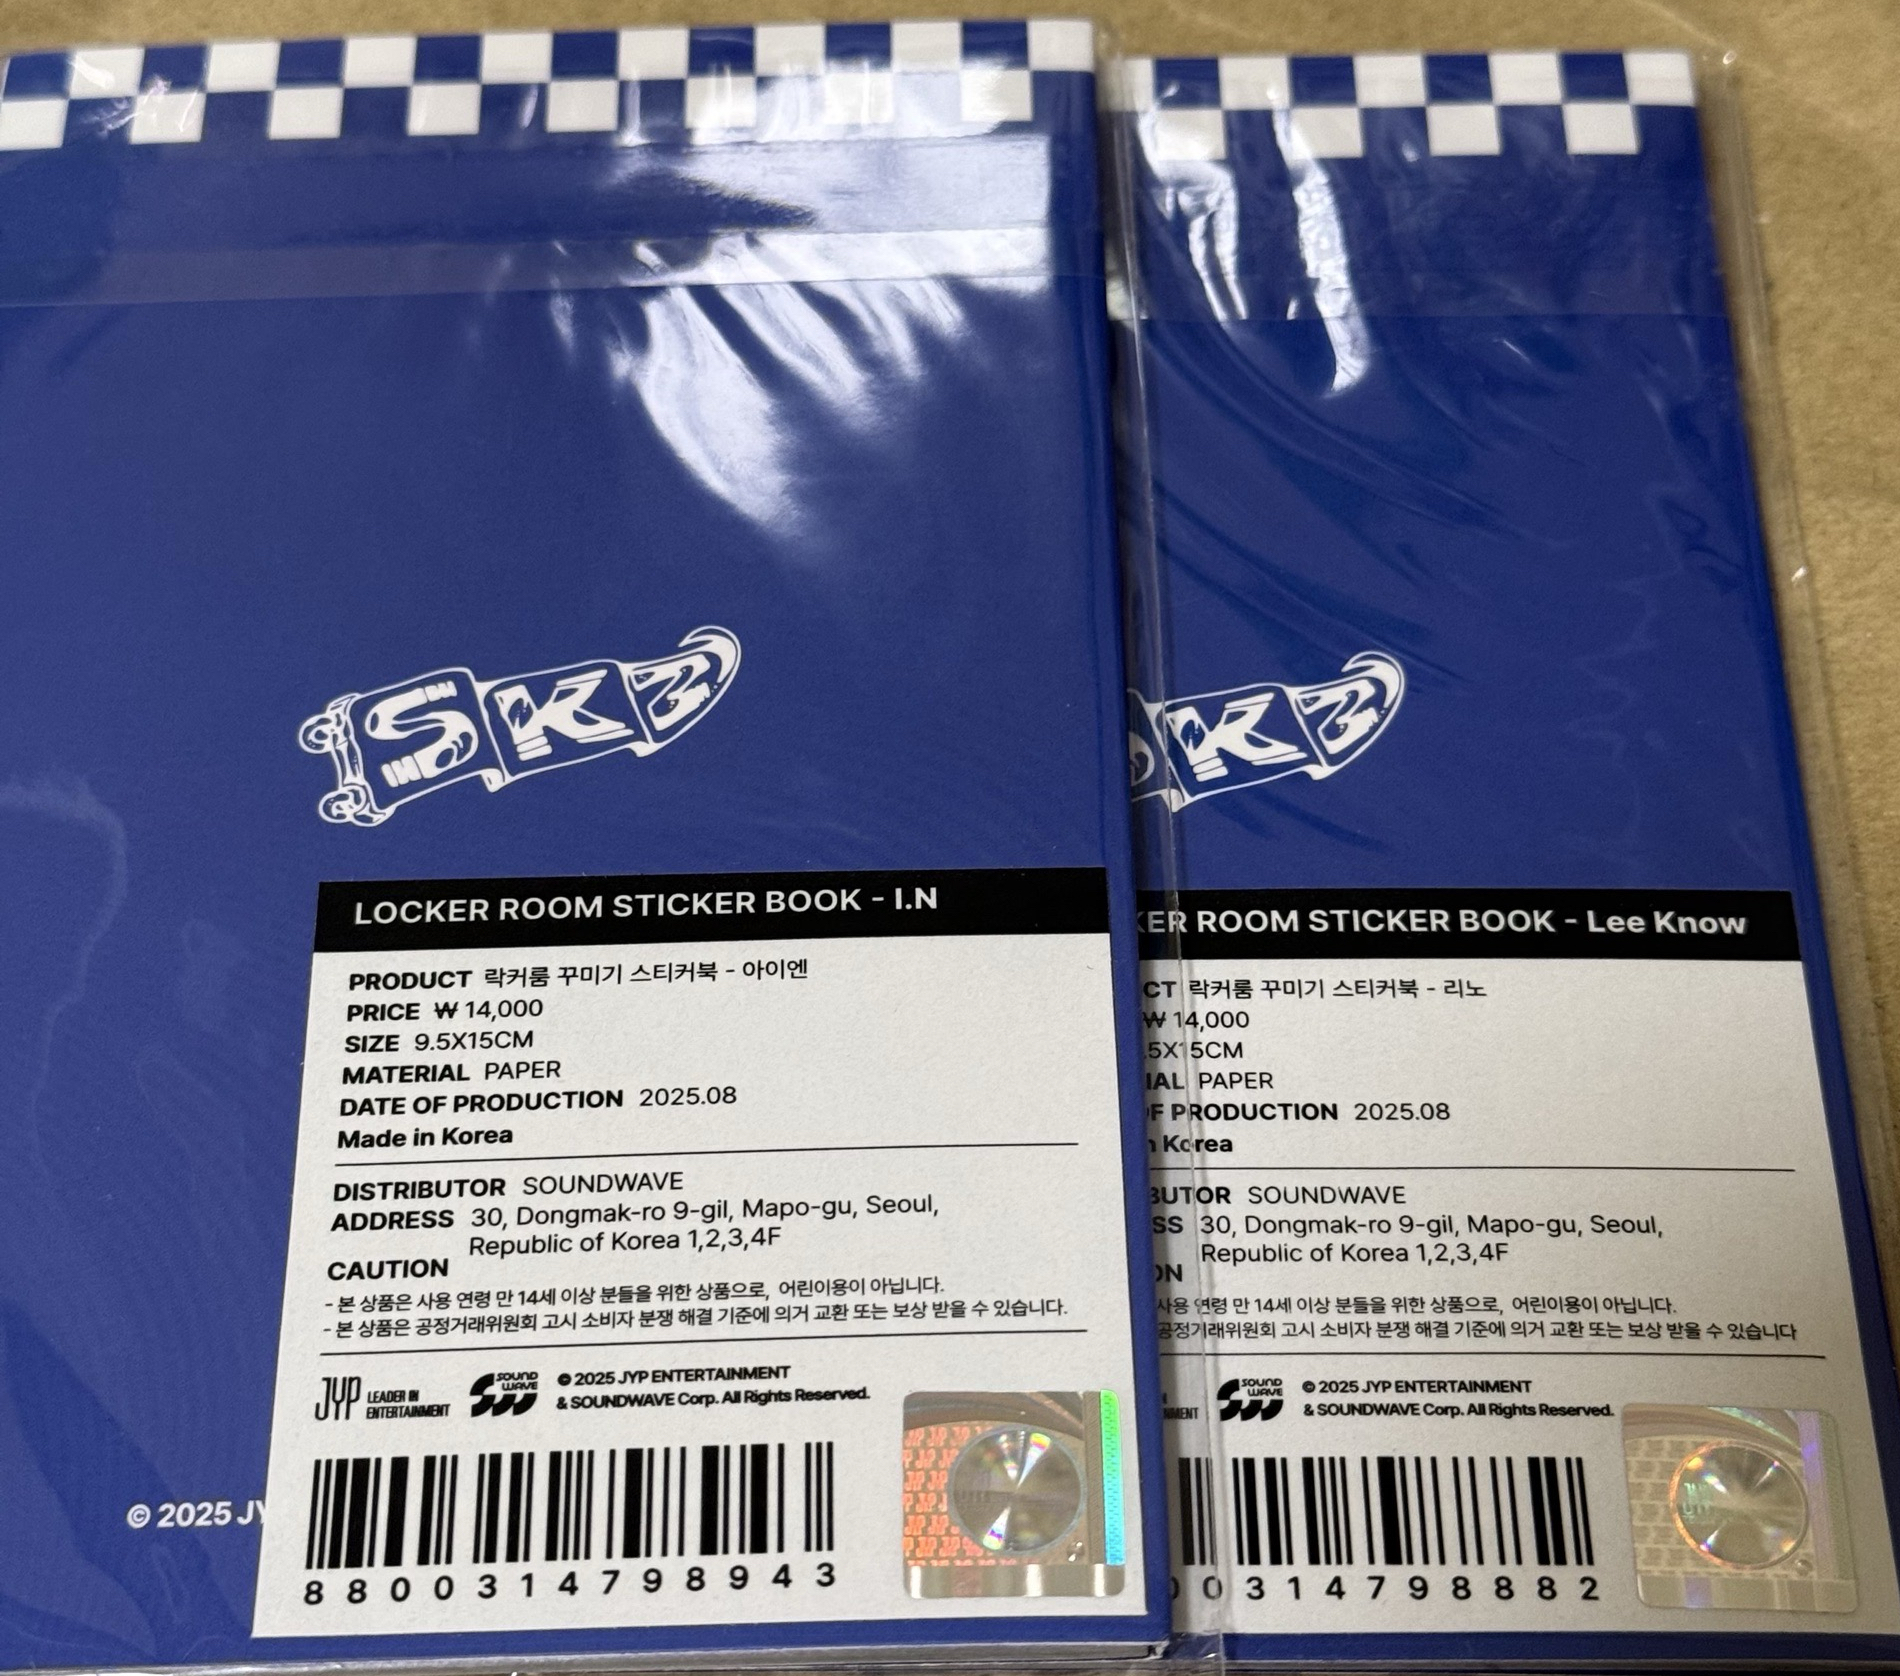 SKZ
LOCKER ROOM STICKER BOOK - I.N
PRODUCT 락커룸 꾸미기 스티커북 - 아이엔
PRICE ₩ 14,000
SIZE 9.5X15CM
MATERIAL PAPER
DATE OF PRODUCTION 2025.08
Made in Korea
DISTRIBUTOR SOUNDWAVE
ADDRESS 30, Dongmak-ro 9-gil, Mapo-gu, Seoul,
Republic of Korea 1,2,3,4F
CAUTION
- 본 상품은 사용 연령 만 14세 이상 분들을 위한 상품으로, 어린이용이 아닙니다.
- 본 상품은 공정거래위원회 고시 소비자 분쟁 해결 기준에 의거 교환 또는 보상 받을 수 있습니다.
JYP LEADER IN
ENTERTAINMENT
SOUND
WAVE
© 2025 JYP ENTERTAINMENT
& SOUNDWAVE Corp. All Rights Reserved.
8800314798943
© 2025 JY
KZ
KER ROOM STICKER BOOK - Lee Know
CT 락커룸 꾸미기 스티커북 - 리노
₩ 14,000
.5X15CM
IAL PAPER
OF PRODUCTION 2025.08
n Korea
BUTOR SOUNDWAVE
SS 30, Dongmak-ro 9-gil, Mapo-gu, Seoul,
Republic of Korea 1,2,3,4F
ON
사용 연령 만 14세 이상 분들을 위한 상품으로, 어린이용이 아닙니다.
공정거래위원회 고시 소비자 분쟁 해결 기준에 의거 교환 또는 보상 받을 수 있습니다
SOUND
WAVE
© 2025 JYP ENTERTAINMENT
& SOUNDWAVE Corp. All Rights Reserved.
0314798882